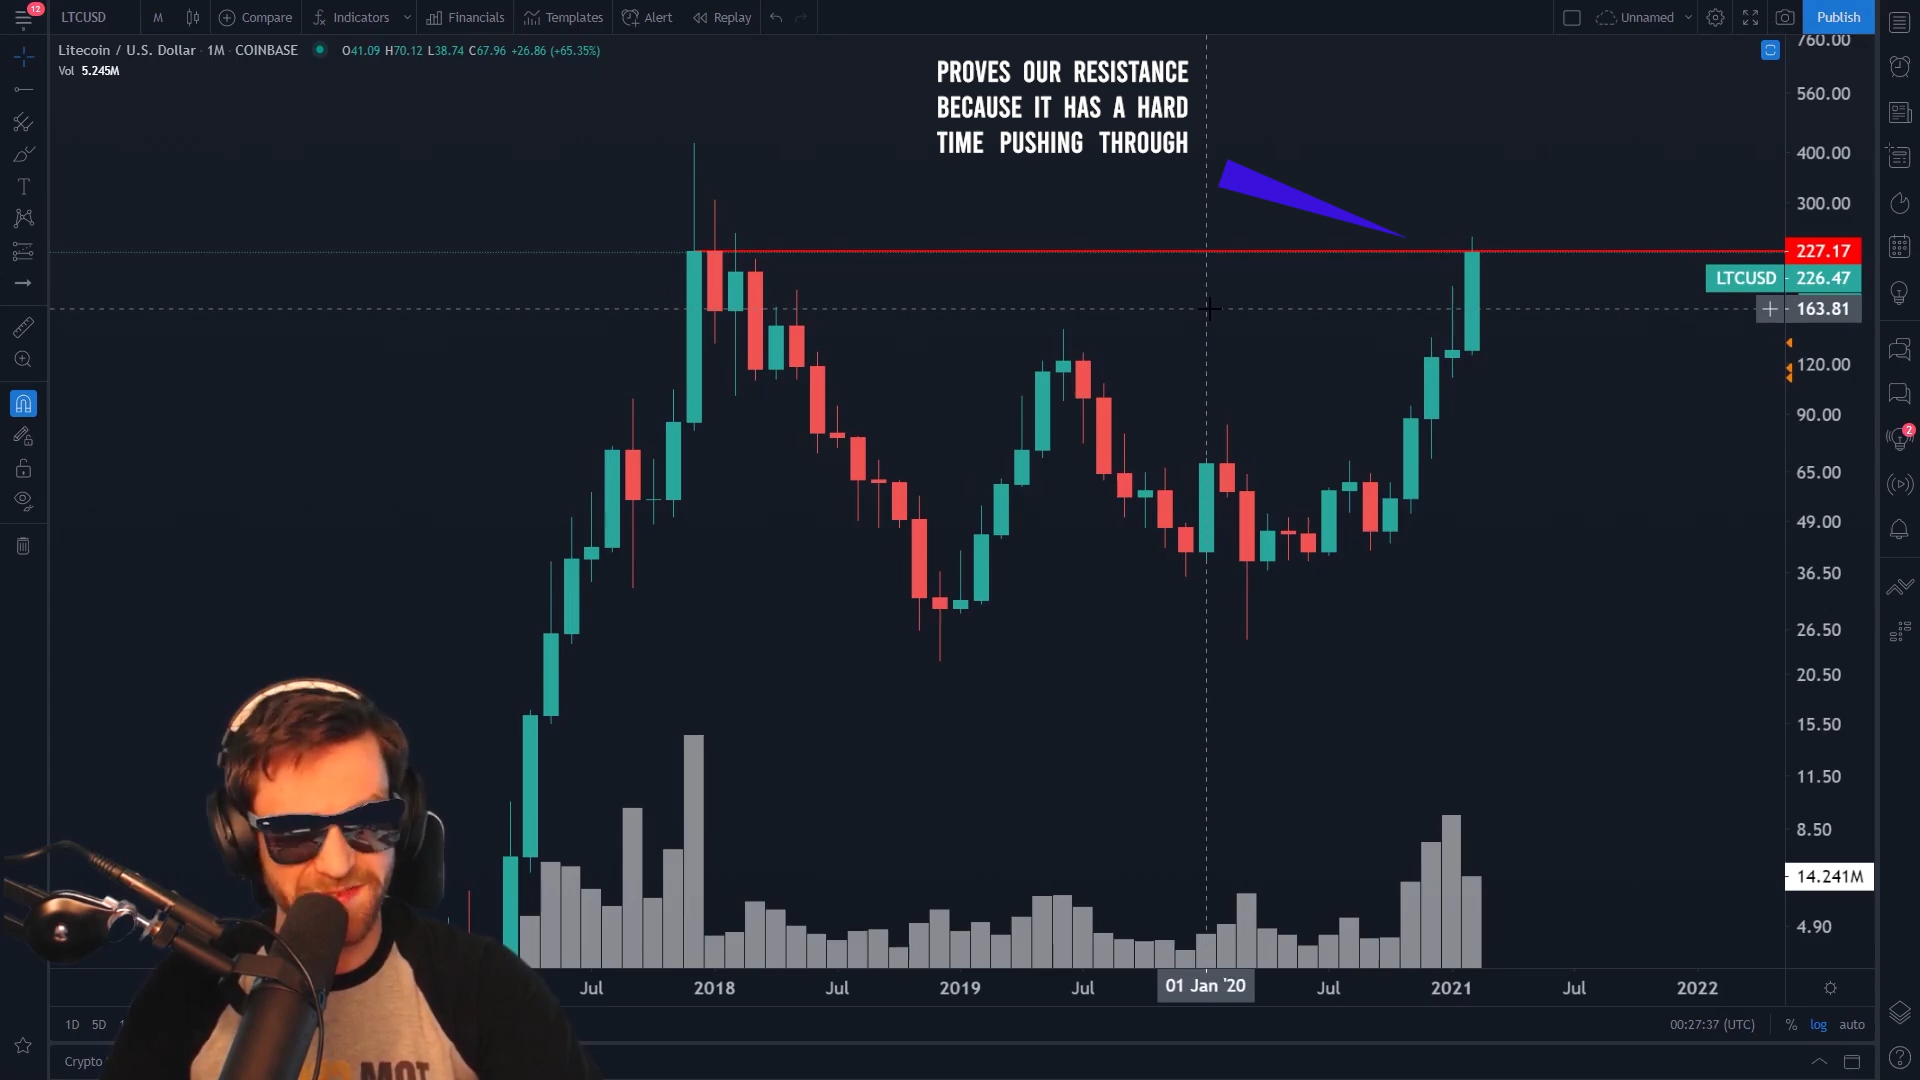 12
LTCUSD M Compare Indicators Financials Templates Alert Replay Unnamed Publish
Litecoin / U.S. Dollar · 1M · COINBASE O41.09 H70.12 L38.74 C67.96 +26.86 (+65.35%)
Vol 5.245M
PROVES OUR RESISTANCE
BECAUSE IT HAS A HARD
TIME PUSHING THROUGH
760.00
560.00
400.00
300.00
227.17
LTCUSD 226.47
163.81
120.00
90.00
2
65.00
49.00
36.50
26.50
20.50
15.50
11.50
8.50
14.241M
4.90
Jul 2018 Jul 2019 Jul 01 Jan '20 Jul 2021 Jul 2022
1D 5D 00:27:37 (UTC) % log auto
Crypto
MOT